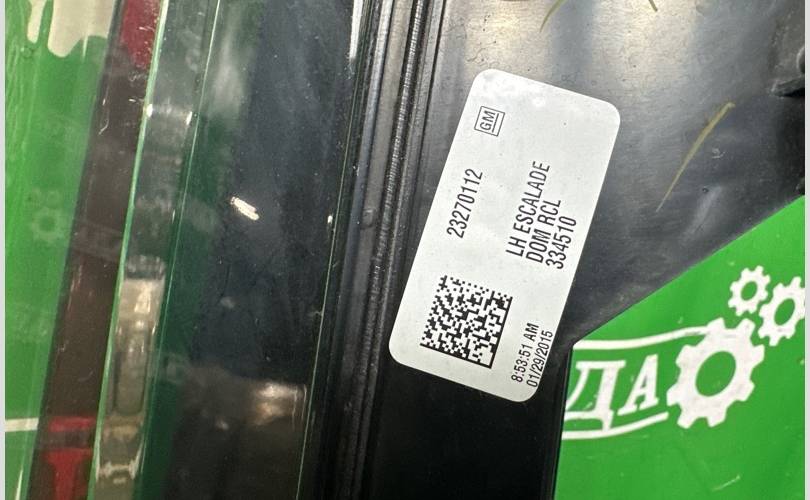 GM
23270112
LH ESCALADE
DOM RCL
334510
8:53:51 AM
01/29/2015
ДА